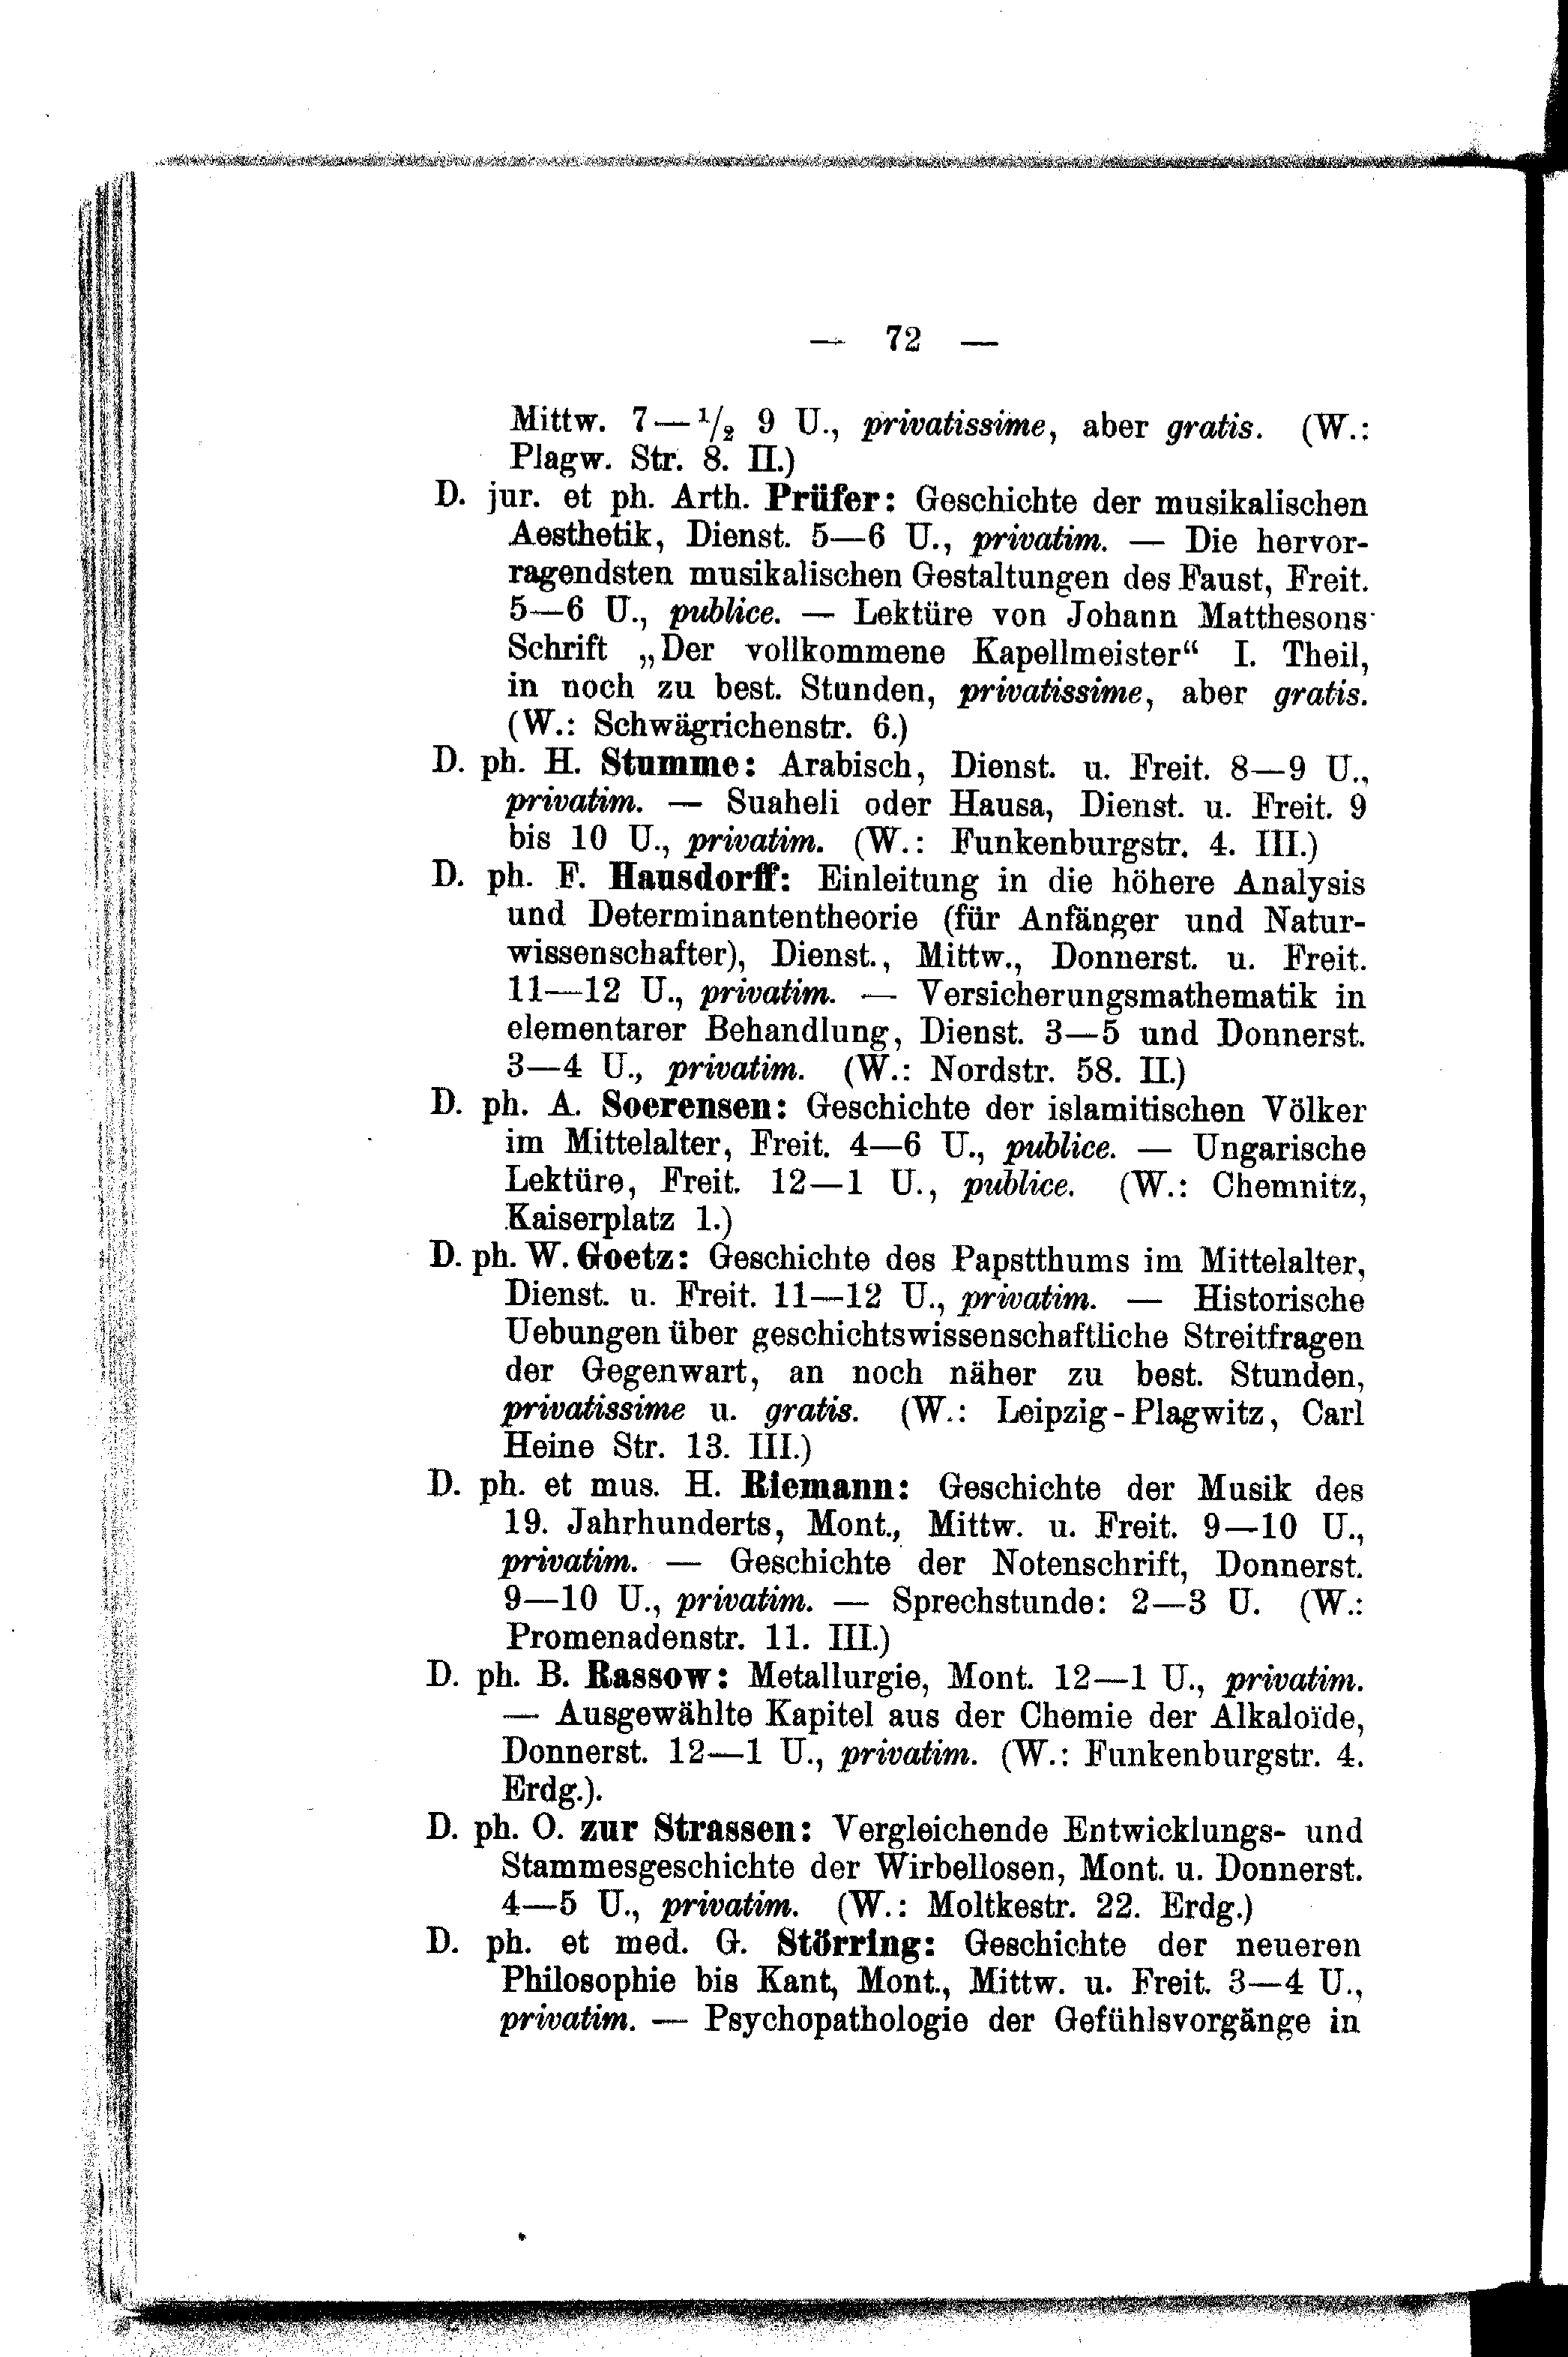 — 72 —
Mittw. 7—1/2 9 U., privatissime, aber gratis. (W.:
Plagw. Str. 8. II.)
D. jur. et ph. Arth. Prüfer: Geschichte der musikalischen
Aesthetik, Dienst. 5—6 U., privatim. — Die hervor-
ragendsten musikalischen Gestaltungen des Faust, Freit.
5—6 U., publice. — Lektüre von Johann Matthesons
Schrift „Der vollkommene Kapellmeister“ I. Theil,
in noch zu best. Stunden, privatissime, aber gratis.
(W.: Schwägrichenstr. 6.)
D. ph. H. Stumme: Arabisch, Dienst. u. Freit. 8—9 U.,
privatim. — Suaheli oder Hausa, Dienst. u. Freit. 9
bis 10 U., privatim. (W.: Funkenburgstr. 4. III.)
D. ph. F. Hausdorff: Einleitung in die höhere Analysis
und Determinantentheorie (für Anfänger und Natur-
wissenschafter), Dienst., Mittw., Donnerst. u. Freit.
11—12 U., privatim. — Versicherungsmathematik in
elementarer Behandlung, Dienst. 3—5 und Donnerst.
3—4 U., privatim. (W.: Nordstr. 58. II.)
D. ph. A. Soerensen: Geschichte der islamitischen Völker
im Mittelalter, Freit. 4—6 U., publice. — Ungarische
Lektüre, Freit. 12—1 U., publice. (W.: Chemnitz,
Kaiserplatz 1.)
D. ph. W. Goetz: Geschichte des Papstthums im Mittelalter,
Dienst. u. Freit. 11—12 U., privatim. — Historische
Uebungen über geschichtswissenschaftliche Streitfragen
der Gegenwart, an noch näher zu best. Stunden,
privatissime u. gratis. (W.: Leipzig-Plagwitz, Carl
Heine Str. 13. III.)
D. ph. et mus. H. Riemann: Geschichte der Musik des
19. Jahrhunderts, Mont., Mittw. u. Freit. 9—10 U.,
privatim. — Geschichte der Notenschrift, Donnerst.
9—10 U., privatim. — Sprechstunde: 2—3 U. (W.:
Promenadenstr. 11. III.)
D. ph. B. Rassow: Metallurgie, Mont. 12—1 U., privatim.
— Ausgewählte Kapitel aus der Chemie der Alkaloïde,
Donnerst. 12—1 U., privatim. (W.: Funkenburgstr. 4.
Erdg.).
D. ph. O. zur Strassen: Vergleichende Entwicklungs- und
Stammesgeschichte der Wirbellosen, Mont. u. Donnerst.
4—5 U., privatim. (W.: Moltkestr. 22. Erdg.)
D. ph. et med. G. Störring: Geschichte der neueren
Philosophie bis Kant, Mont., Mittw. u. Freit. 3—4 U.,
privatim. — Psychopathologie der Gefühlsvorgänge in